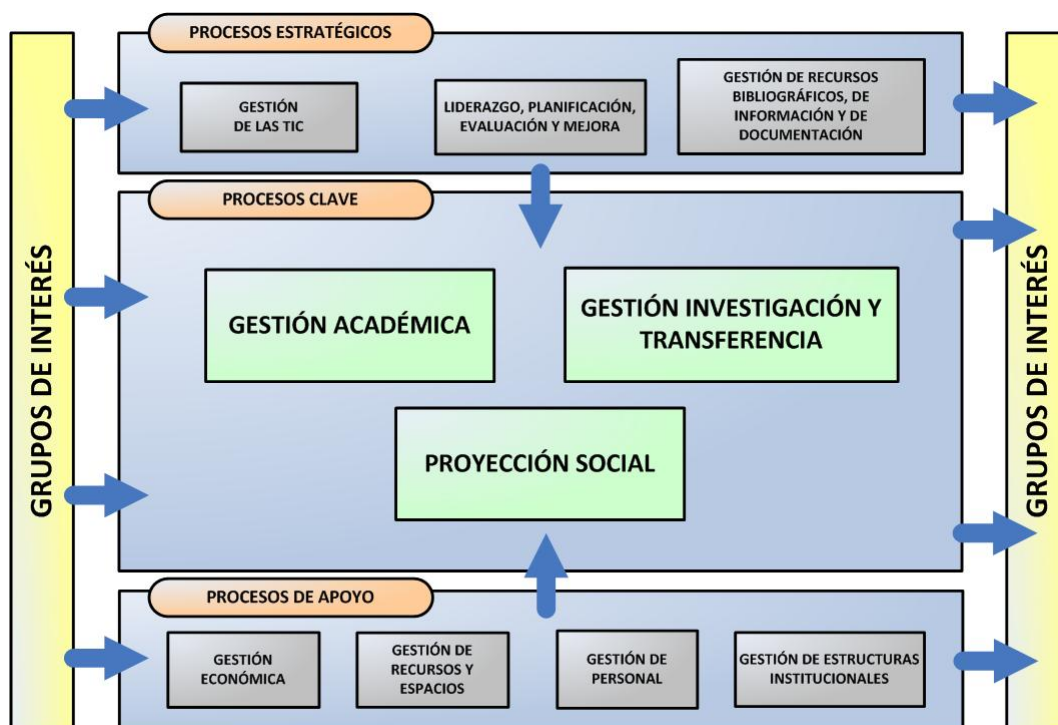 GRUPOS DE INTERÉS
PROCESOS ESTRATÉGICOS
GESTIÓN
DE LAS TIC
LIDERAZGO, PLANIFICACIÓN,
EVALUACIÓN Y MEJORA
GESTIÓN DE RECURSOS
BIBLIOGRÁFICOS, DE
INFORMACIÓN Y DE
DOCUMENTACIÓN
PROCESOS CLAVE
GESTIÓN ACADÉMICA
GESTIÓN INVESTIGACIÓN Y
TRANSFERENCIA
PROYECCIÓN SOCIAL
PROCESOS DE APOYO
GESTIÓN
ECONÓMICA
GESTIÓN DE
RECURSOS Y
ESPACIOS
GESTIÓN DE
PERSONAL
GESTIÓN DE ESTRUCTURAS
INSTITUCIONALES
GRUPOS DE INTERÉS